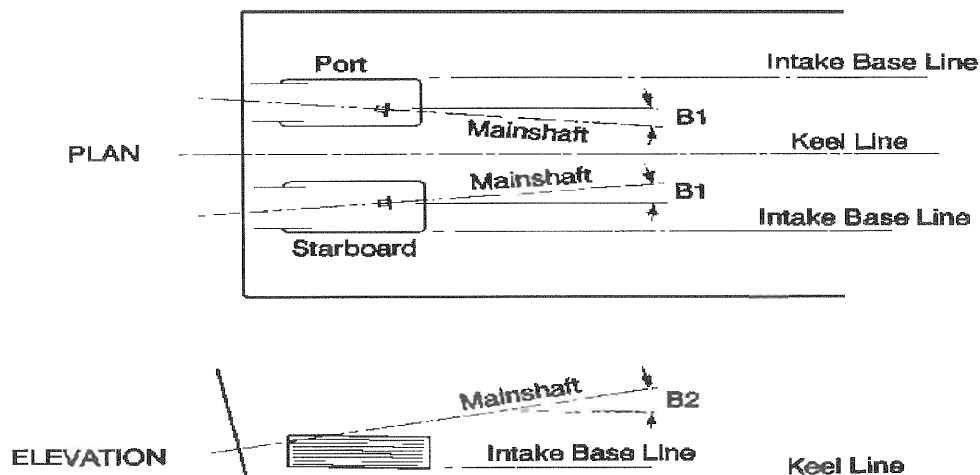 Port
Intake Base Line
B1
Mainshaft
PLAN
Keel Line
Mainshaft
B1
Intake Base Line
Starboard
Mainshaft
B2
ELEVATION
Intake Base Line
Keel Line